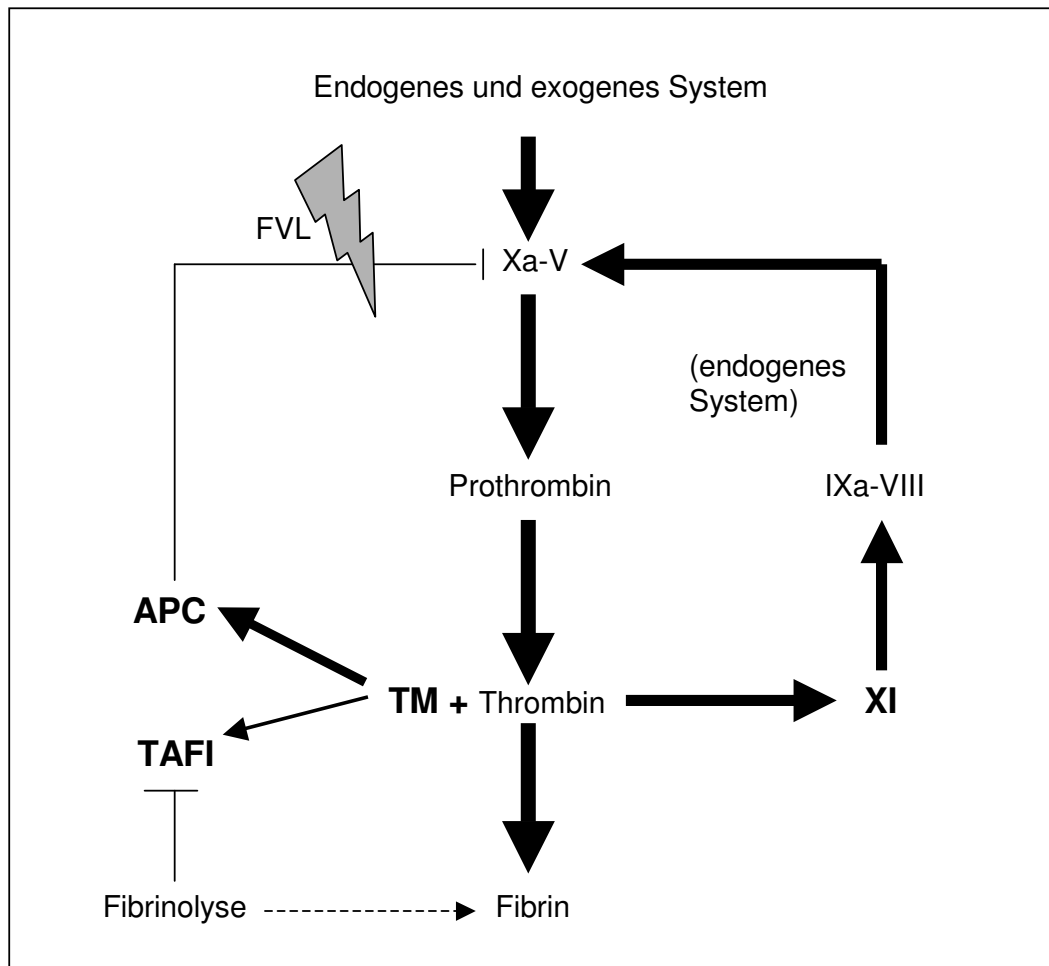 Endogenes und exogenes System
FVL
Xa-V
(endogenes
System)
Prothrombin
IXa-VIII
APC
TM + Thrombin
XI
TAFI
Fibrinolyse
Fibrin